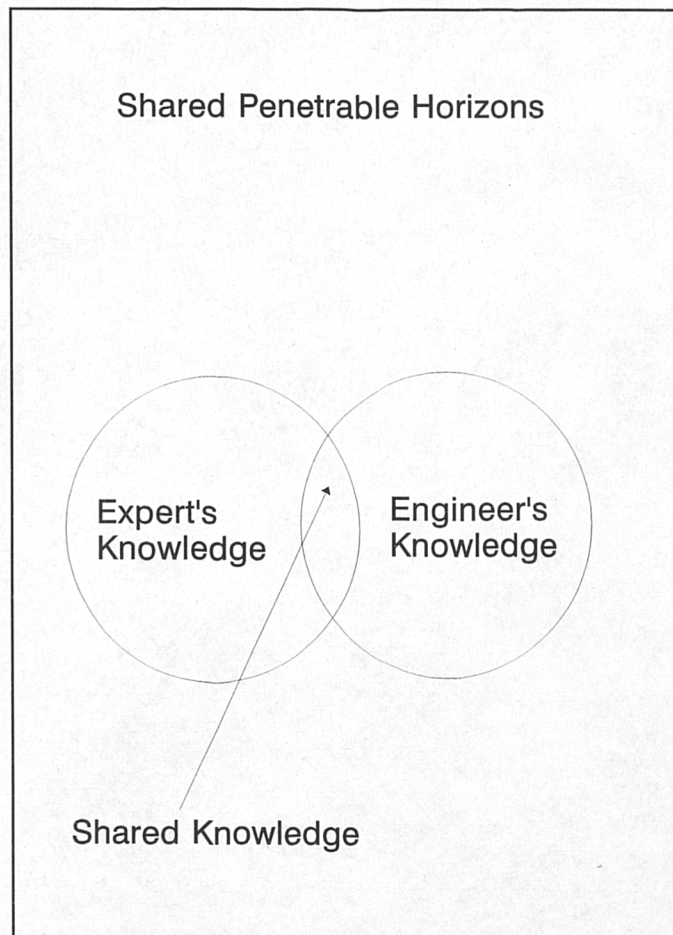 Shared Penetrable Horizons
Expert's
Knowledge
Engineer's
Knowledge
Shared Knowledge